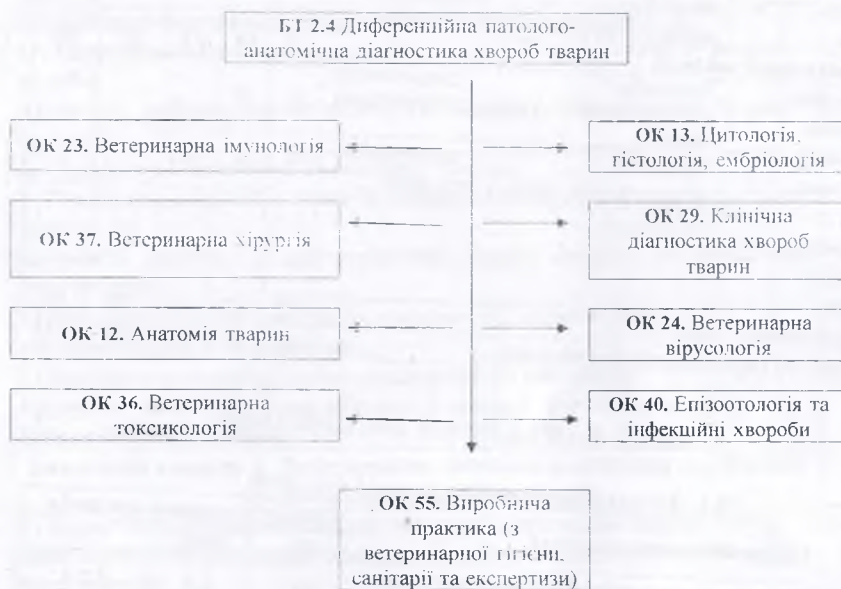 БТ 2.4 Диференційна патолого-
анатомічна діагностика хвороб тварин
ОК 23. Ветеринарна імунологія
ОК 13. Цитологія,
гістологія, ембріологія
ОК 37. Ветеринарна хірургія
ОК 29. Клінічна
діагностика хвороб
тварин
ОК 12. Анатомія тварин
ОК 24. Ветеринарна
вірусологія
ОК 36. Ветеринарна
токсикологія
ОК 40. Епізоотологія та
інфекційні хвороби
ОК 55. Виробнича
практика (з
ветеринарної гігієни,
санітарії та експертизи)